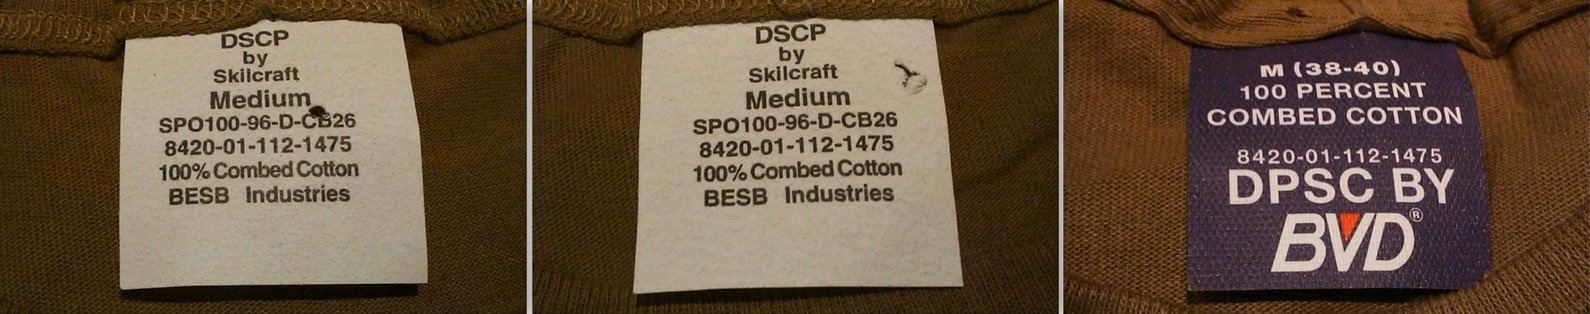 DSCP
by
Skilcraft
Medium
SPO100-96-D-CB26
8420-01-112-1475
100% Combed Cotton
BESB Industries
DSCP
by
Skilcraft
Medium
SPO100-96-D-CB26
8420-01-112-1475
100% Combed Cotton
BESB Industries
M (38-40)
100 PERCENT
COMBED COTTON
8420-01-112-1475
DPSC BY
BVD®